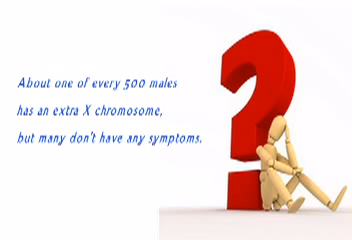 About one of every 500 males
has an extra X chromosome,
but many don't have any symptoms.